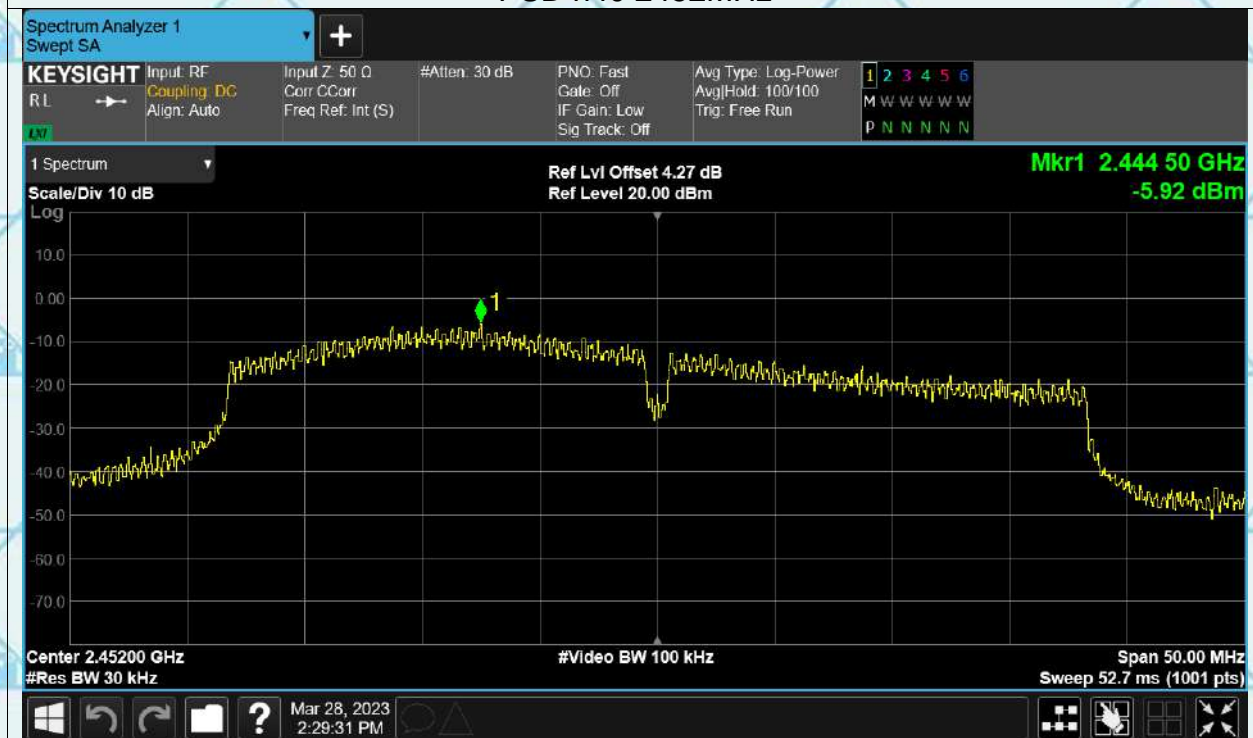 Spectrum Analyzer 1
Swept SA
+
KEYSIGHT
RL
LXI
Input: RF
Coupling: DC
Align: Auto
Input Z: 50 Ω
Corr CCorr
Freq Ref: Int (S)
#Atten: 30 dB
PNO: Fast
Gate: Off
IF Gain: Low
Sig Track: Off
Avg Type: Log-Power
Avg|Hold: 100/100
Trig: Free Run
1 2 3 4 5 6
M W W W W W
P N N N N N
1 Spectrum
Scale/Div 10 dB
Log
Ref Lvl Offset 4.27 dB
Ref Level 20.00 dBm
Mkr1 2.444 50 GHz
-5.92 dBm
10.0
0.00
-10.0
-20.0
-30.0
-40.0
-50.0
-60.0
-70.0
1
Center 2.45200 GHz
#Res BW 30 kHz
#Video BW 100 kHz
Span 50.00 MHz
Sweep 52.7 ms (1001 pts)
?
Mar 28, 2023
2:29:31 PM